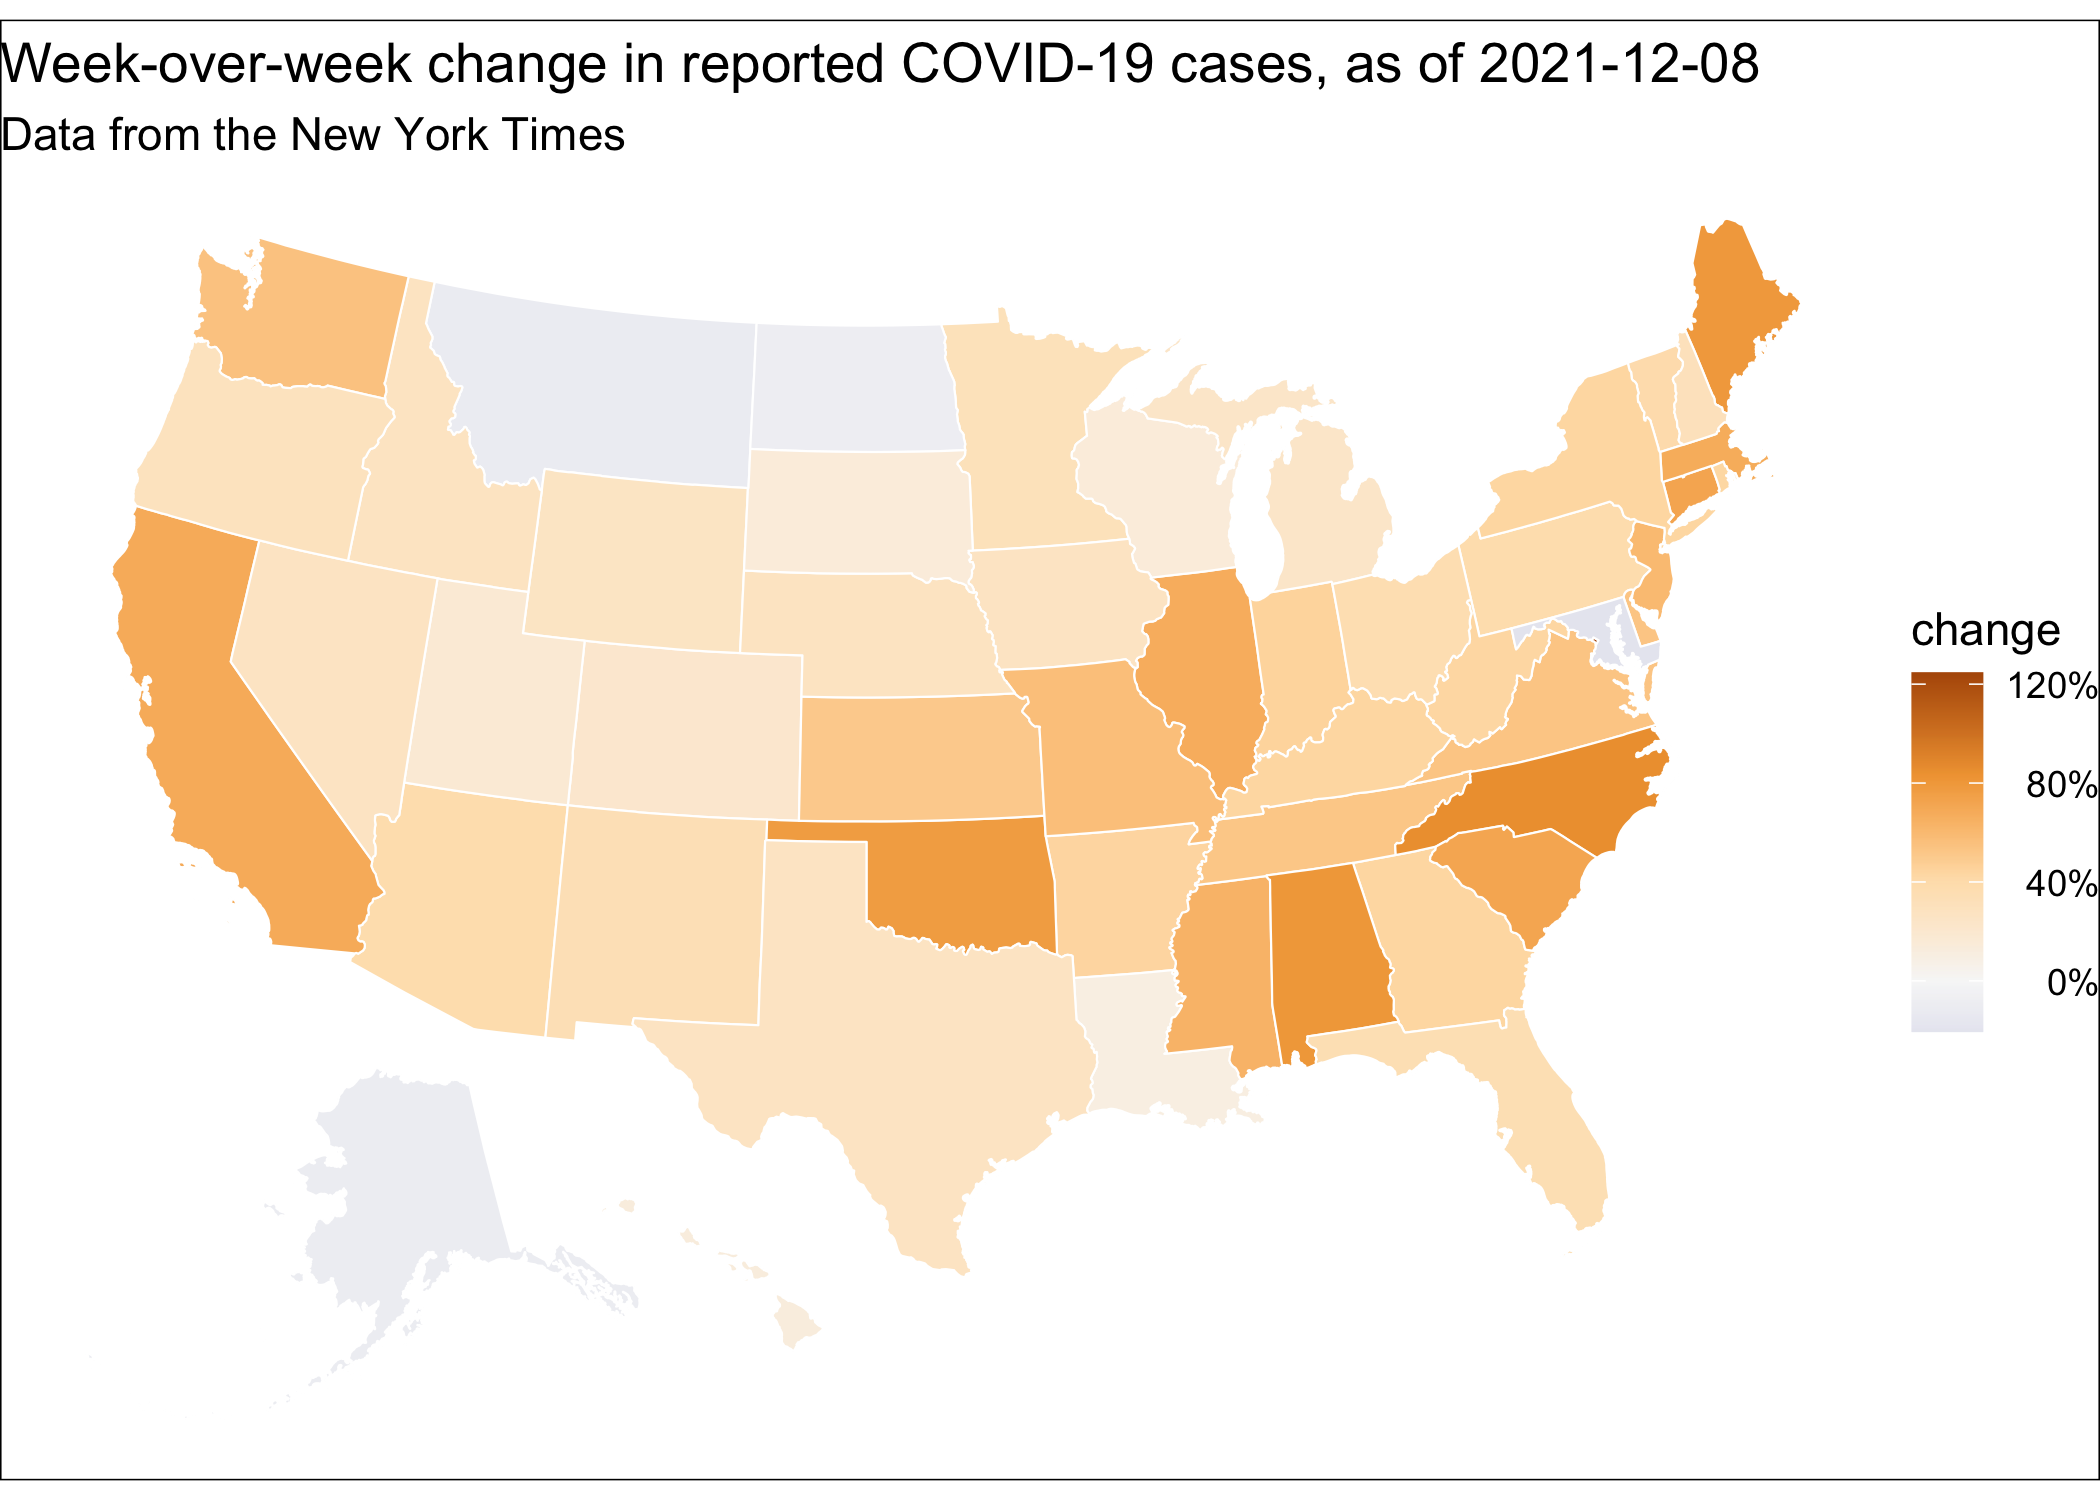 Week-over-week change in reported COVID-19 cases, as of 2021-12-08
Data from the New York Times
change
120%
80%
40%
0%